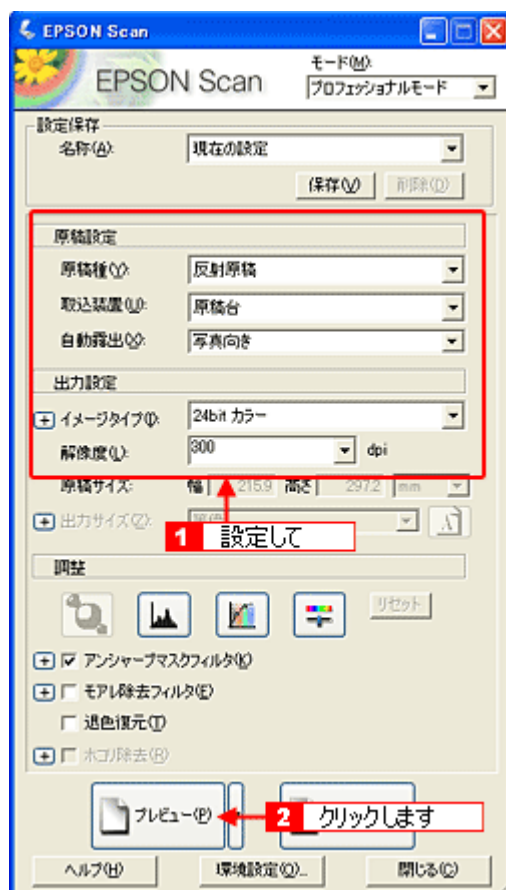 EPSON Scan
EPSON Scan
モード(M):
プロフェッショナルモード
設定保存
名称(A):
現在の設定
保存(V)
削除(D)
原稿設定
原稿種(Y):
反射原稿
取込装置(U):
原稿台
自動露出(X):
写真向き
出力設定
イメージタイプ(I):
24bit カラー
解像度(L):
300
dpi
原稿サイズ:
幅
215.9
高さ
297.2
mm
出力サイズ(Z):
1 設定して
調整
リセット
アンシャープマスクフィルタ(K)
モアレ除去フィルタ(E)
退色復元(T)
ホコリ除去(R)
プレビュー(P)
2 クリックします
ヘルプ(H)
環境設定(O)...
閉じる(C)